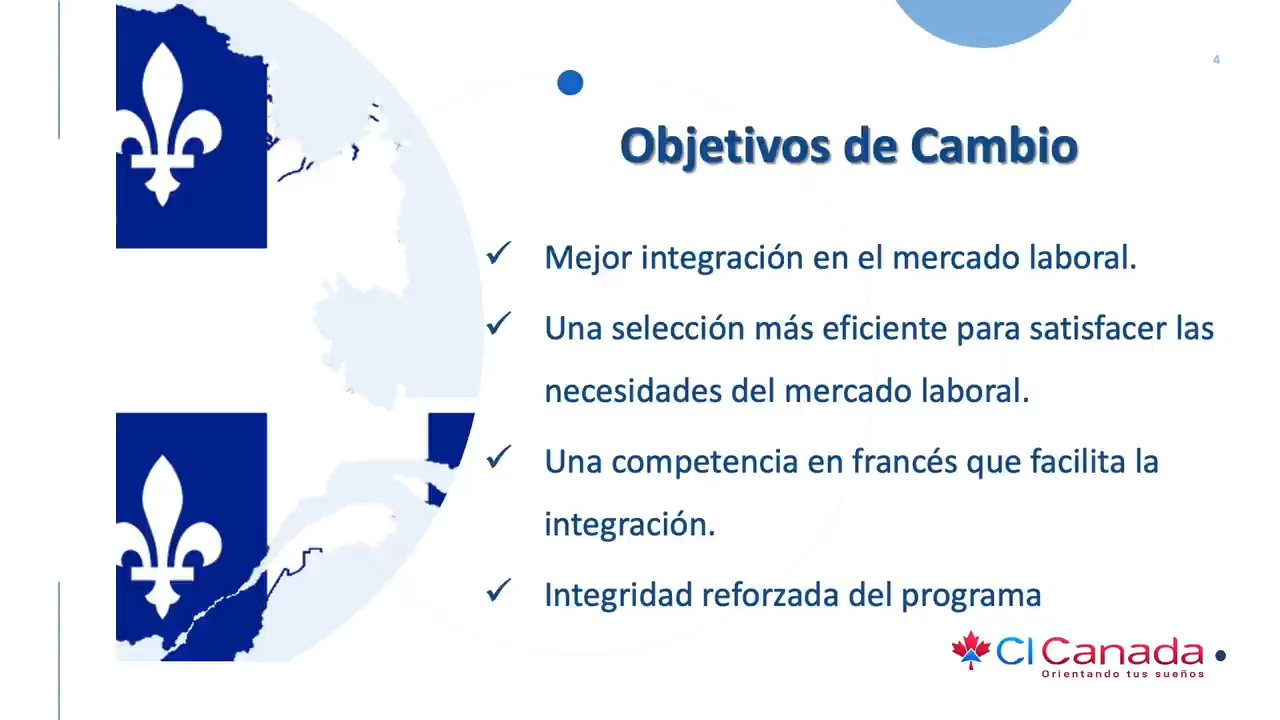 4
Objetivos de Cambio
✓ Mejor integración en el mercado laboral.
✓ Una selección más eficiente para satisfacer las
necesidades del mercado laboral.
✓ Una competencia en francés que facilita la
integración.
✓ Integridad reforzada del programa
CI Canada
Orientando tus sueños